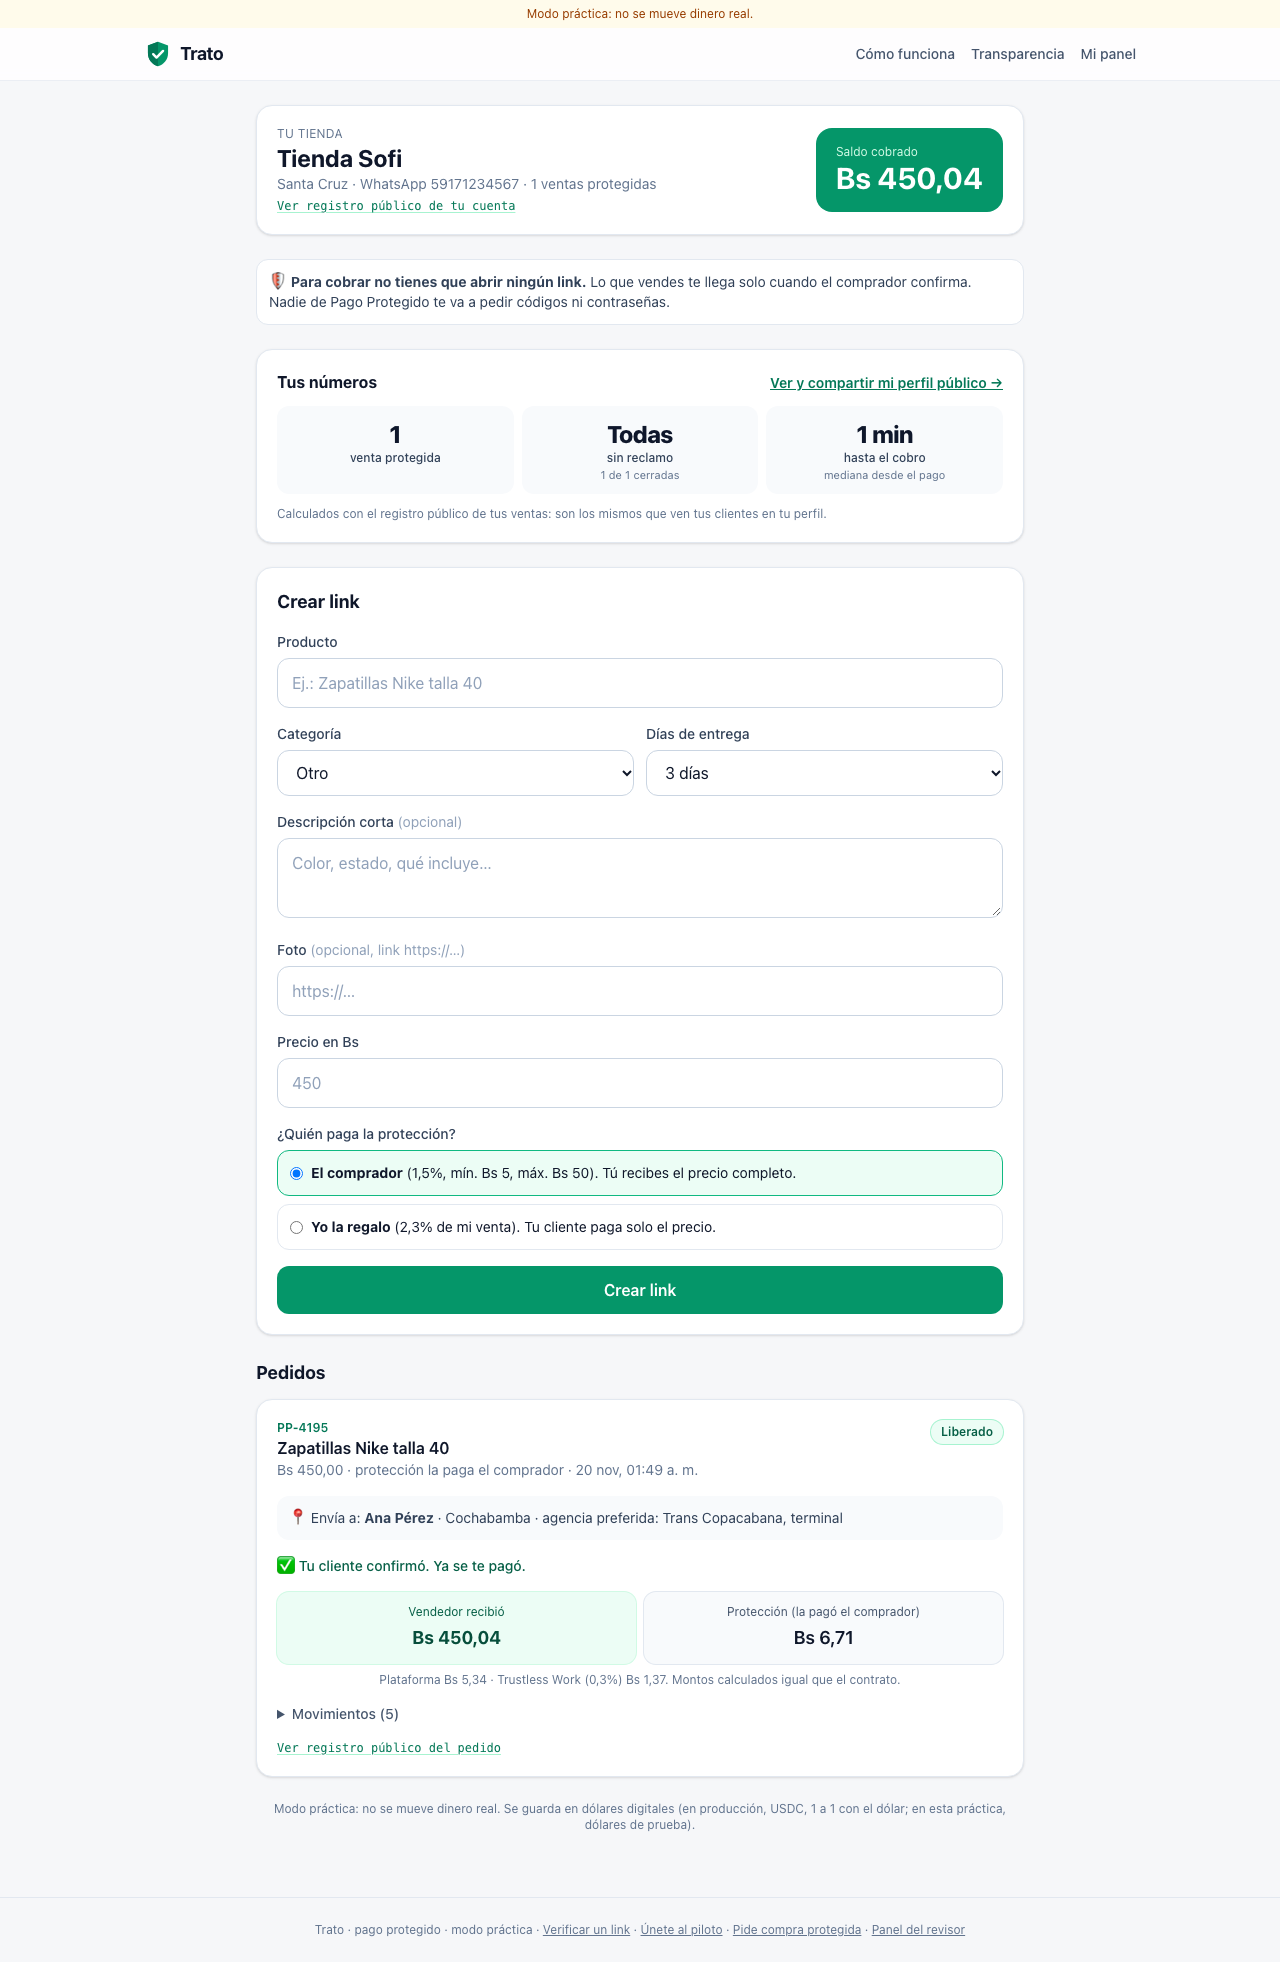 Modo práctica: no se mueve dinero real.
Trato
Cómo funciona
Transparencia
Mi panel
TU TIENDA
Tienda Sofi
Santa Cruz · WhatsApp 59171234567 · 1 ventas protegidas
Ver registro público de tu cuenta
Saldo cobrado
Bs 450,04
Para cobrar no tienes que abrir ningún link. Lo que vendes te llega solo cuando el comprador confirma.
Nadie de Pago Protegido te va a pedir códigos ni contraseñas.
Tus números
Ver y compartir mi perfil público →
1
venta protegida
Todas
sin reclamo
1 de 1 cerradas
1 min
hasta el cobro
mediana desde el pago
Calculados con el registro público de tus ventas: son los mismos que ven tus clientes en tu perfil.
Crear link
Producto
Ej.: Zapatillas Nike talla 40
Categoría
Otro
Días de entrega
3 días
Descripción corta (opcional)
Color, estado, qué incluye…
Foto (opcional, link https://…)
https://…
Precio en Bs
450
¿Quién paga la protección?
El comprador (1,5%, mín. Bs 5, máx. Bs 50). Tú recibes el precio completo.
Yo la regalo (2,3% de mi venta). Tu cliente paga solo el precio.
Crear link
Pedidos
PP-4195
Liberado
Zapatillas Nike talla 40
Bs 450,00 · protección la paga el comprador · 20 nov, 01:49 a. m.
📍 Envía a: Ana Pérez · Cochabamba · agencia preferida: Trans Copacabana, terminal
✅ Tu cliente confirmó. Ya se te pagó.
Vendedor recibió
Bs 450,04
Protección (la pagó el comprador)
Bs 6,71
Plataforma Bs 5,34 · Trustless Work (0,3%) Bs 1,37. Montos calculados igual que el contrato.
▶ Movimientos (5)
Ver registro público del pedido
Modo práctica: no se mueve dinero real. Se guarda en dólares digitales (en producción, USDC, 1 a 1 con el dólar; en esta práctica,
dólares de prueba).
Trato · pago protegido · modo práctica · Verificar un link · Únete al piloto · Pide compra protegida · Panel del revisor